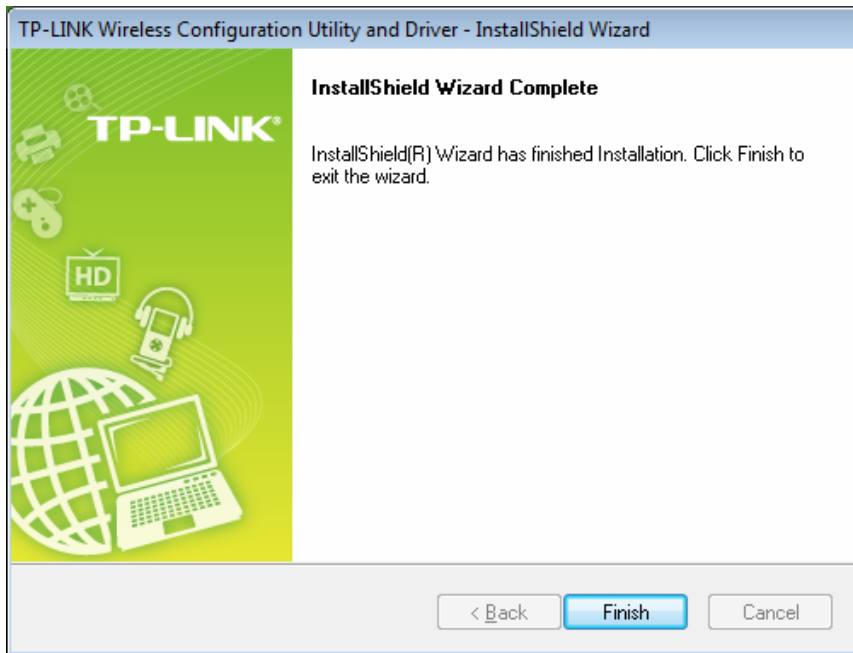 TP-LINK Wireless Configuration Utility and Driver - InstallShield Wizard
TP-LINK®
InstallShield Wizard Complete
InstallShield(R) Wizard has finished Installation. Click Finish to
exit the wizard.
HD
< Back
Finish
Cancel